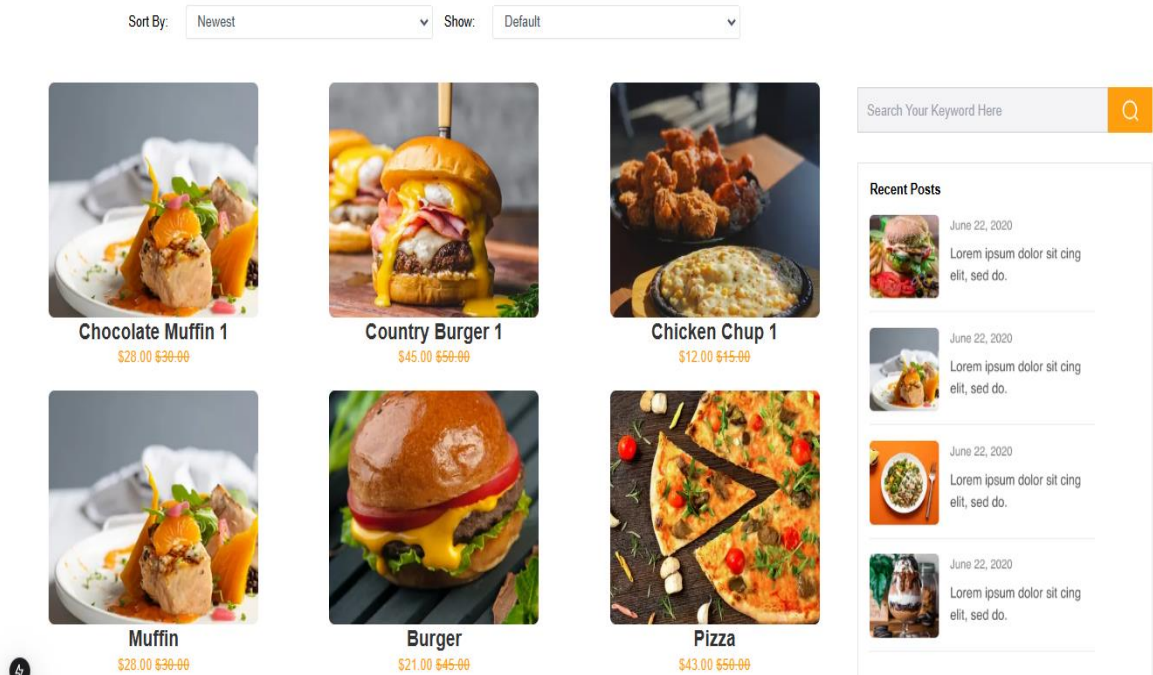 Sort By: Newest Show: Default
Search Your Keyword Here
Chocolate Muffin 1
$28.00 $30.00
Country Burger 1
$45.00 $50.00
Chicken Chup 1
$12.00 $15.00
Muffin
$28.00 $30.00
Burger
$21.00 $45.00
Pizza
$43.00 $50.00
Recent Posts
June 22, 2020
Lorem ipsum dolor sit cing
elit, sed do.
June 22, 2020
Lorem ipsum dolor sit cing
elit, sed do.
June 22, 2020
Lorem ipsum dolor sit cing
elit, sed do.
June 22, 2020
Lorem ipsum dolor sit cing
elit, sed do.